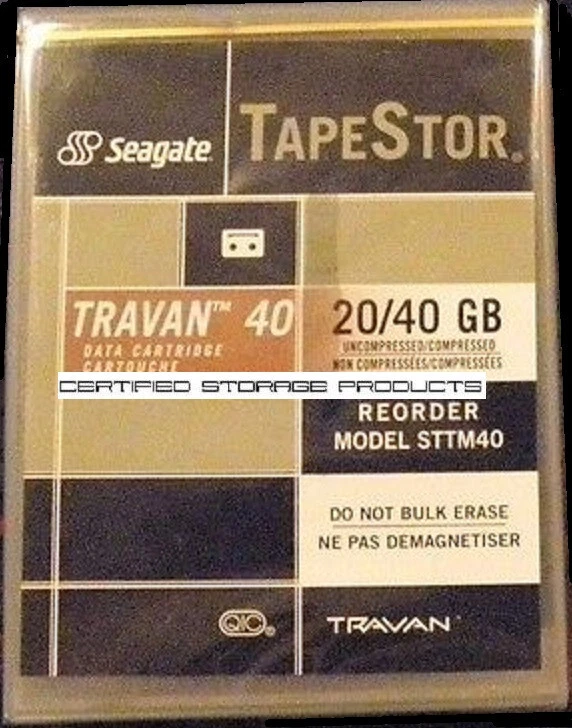 Seagate®
TAPESTOR®
TRAVAN™ 40
DATA CARTRIDGE
CARTOUCHE
20/40 GB
UNCOMPRESSED/COMPRESSED
NON COMPRESSÉES/COMPRESSÉES
CERTIFIED STORAGE PRODUCTS
REORDER
MODEL STTM40
DO NOT BULK ERASE
NE PAS DEMAGNETISER
QIC®
TRAVAN™